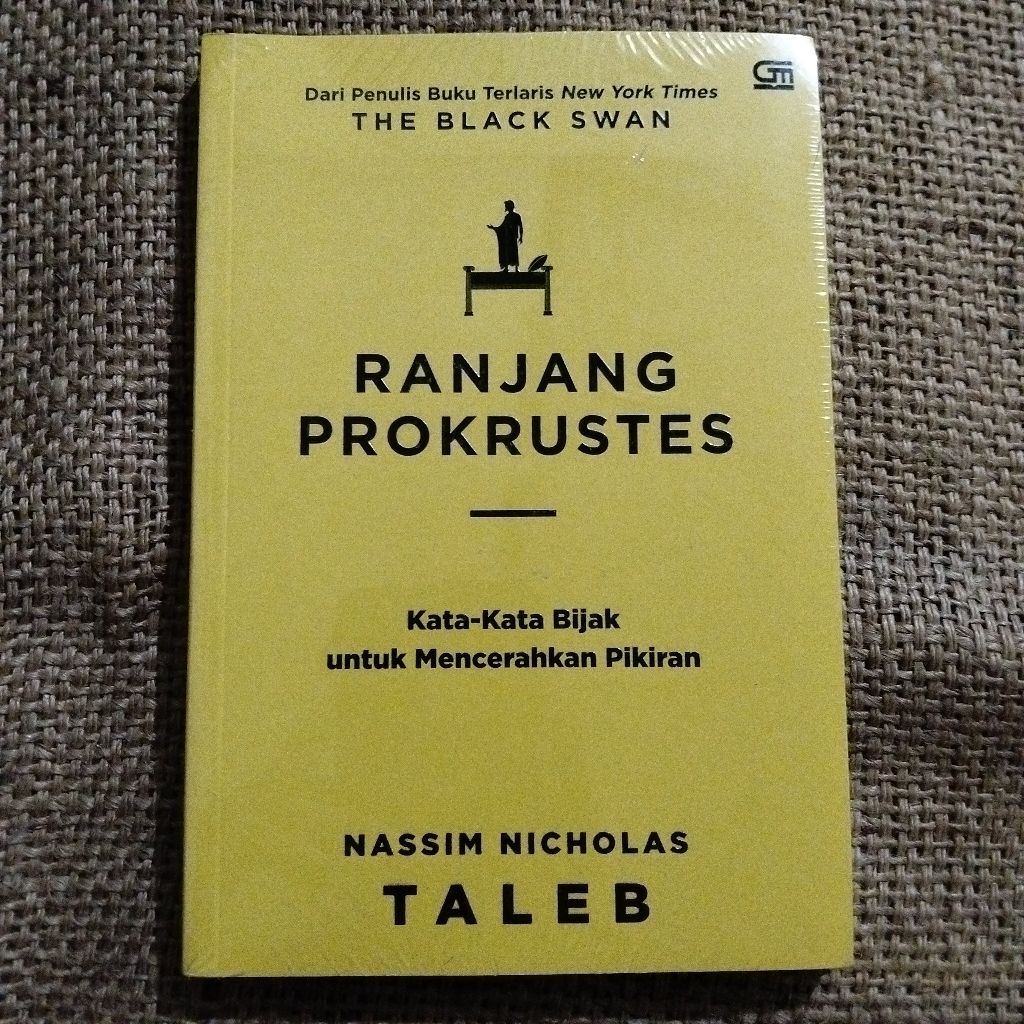 GM
Dari Penulis Buku Terlaris New York Times
THE BLACK SWAN
RANJANG
PROKRUSTES
Kata-Kata Bijak
untuk Mencerahkan Pikiran
NASSIM NICHOLAS
TALEB